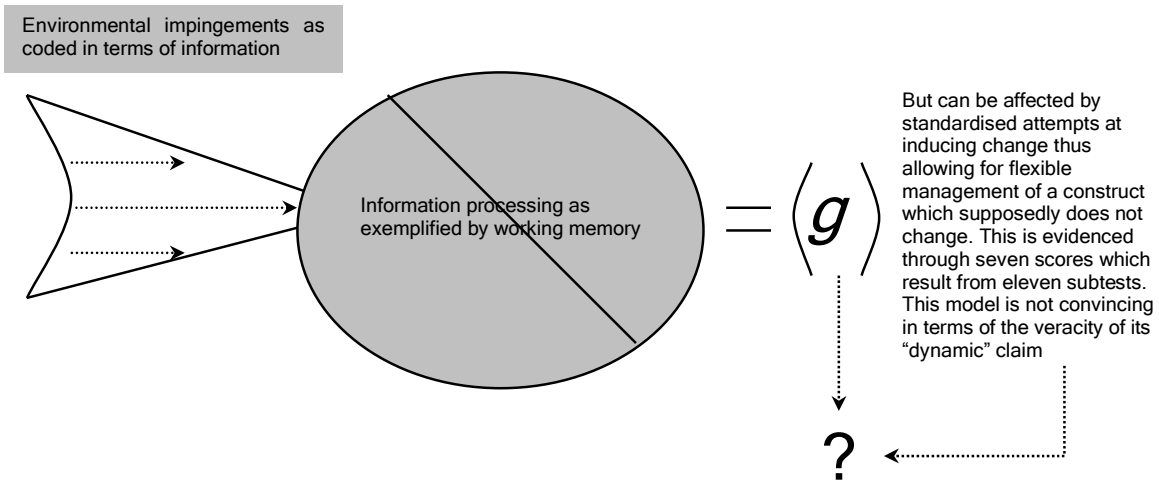 Environmental impingements as
coded in terms of information
Information processing as
exemplified by working memory
= (g)
But can be affected by
standardised attempts at
inducing change thus
allowing for flexible
management of a construct
which supposedly does not
change. This is evidenced
through seven scores which
result from eleven subtests.
This model is not convincing
in terms of the veracity of its
“dynamic” claim
?